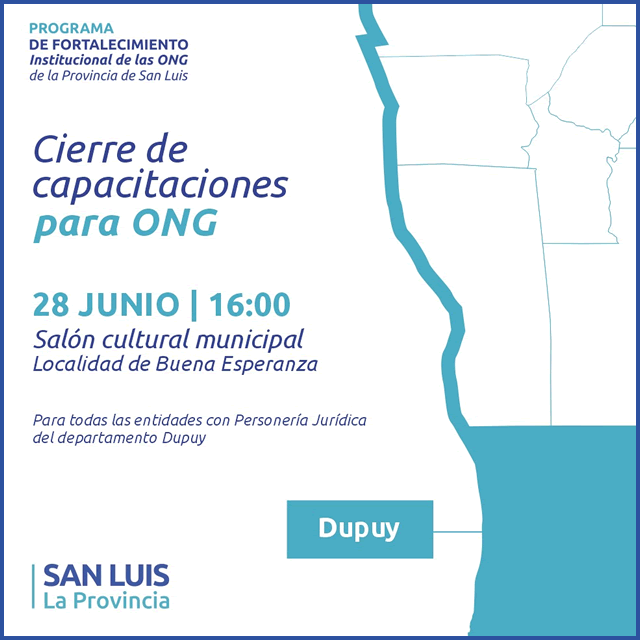 PROGRAMA
DE FORTALECIMIENTO
Institucional de las ONG
de la Provincia de San Luis
Cierre de
capacitaciones
para ONG
28 JUNIO | 16:00
Salón cultural municipal
Localidad de Buena Esperanza
Para todas las entidades con Personería Jurídica
del departamento Dupuy
Dupuy
SAN LUIS
La Provincia